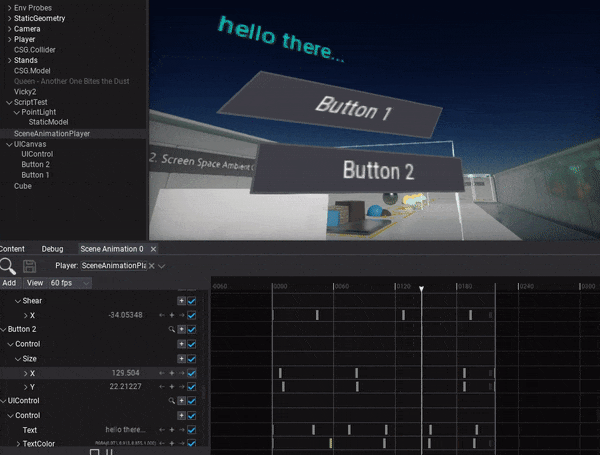 Env Probes
StaticGeometry
Camera
Player
CSG.Collider
Stands
CSG.Model
Queen - Another One Bites the Dust
Vicky2
ScriptTest
PointLight
StaticModel
SceneAnimationPlayer
UICanvas
UIControl
Button 2
Button 1
Cube
hello there...
Button 1
Button 2
2. Screen Space Ambient
Content Debug Scene Animation 0
Player: SceneAnimationPla
Add View 60 fps
-0060 0000 0060 0120 0180 0240 0300
Shear
X -34.05348
Button 2
Control
Size
X 129.504
Y 22.21227
UIControl
Control
Text hello there...
TextColor